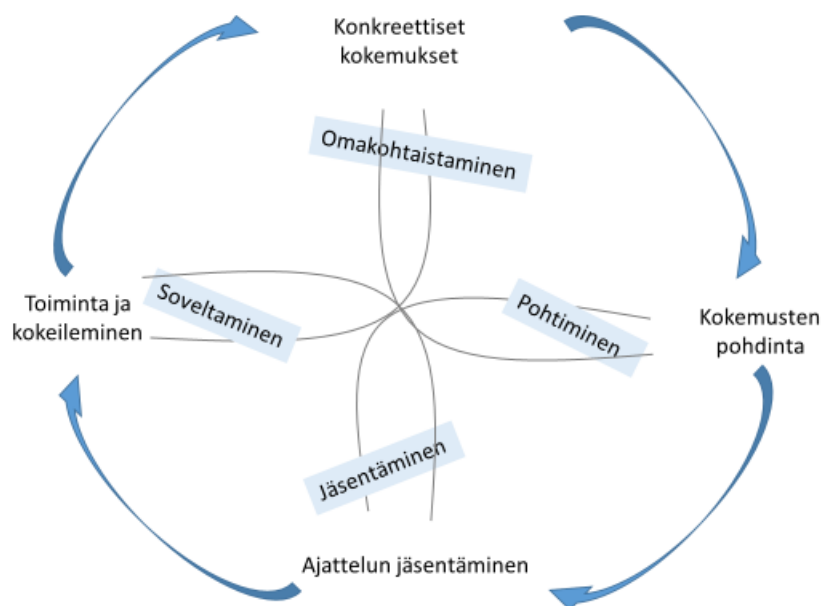 Konkreettiset
kokemukset
Omakohtaistaminen
Toiminta ja
kokeileminen
Soveltaminen
Pohtiminen
Kokemusten
pohdinta
Jäsentäminen
Ajattelun jäsentäminen